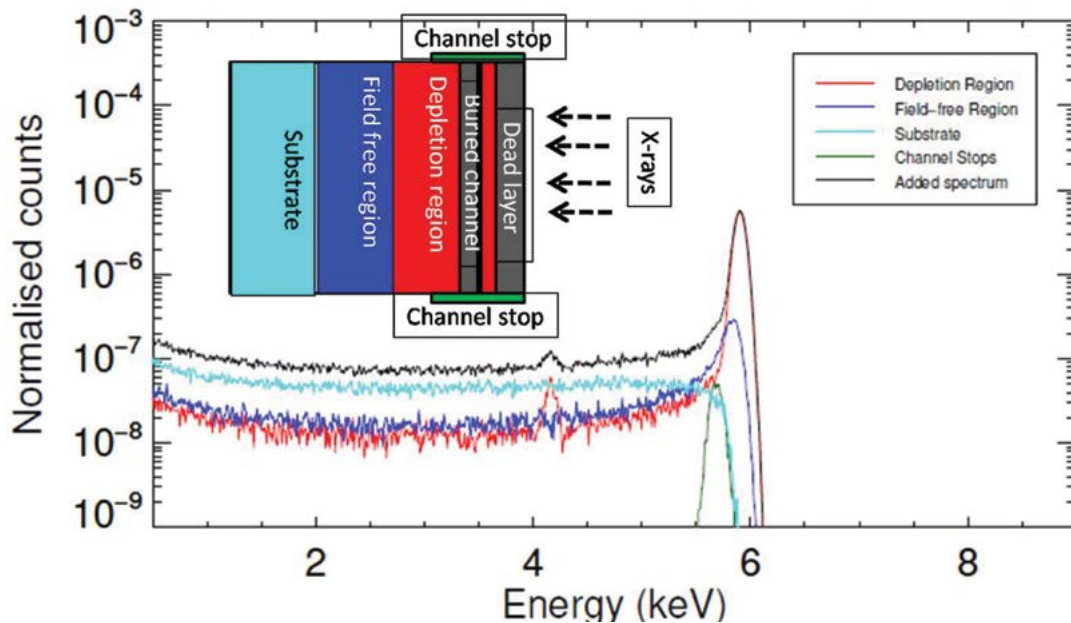 10⁻³
10⁻⁴
10⁻⁵
10⁻⁶
10⁻⁷
10⁻⁸
10⁻⁹
Normalised counts
Channel stop
Substrate
Field free region
Depletion region
Buried channel
Dead layer
X-rays
Channel stop
Depletion Region
Field-free Region
Substrate
Channel Stops
Added spectrum
2 4 6 8
Energy (keV)